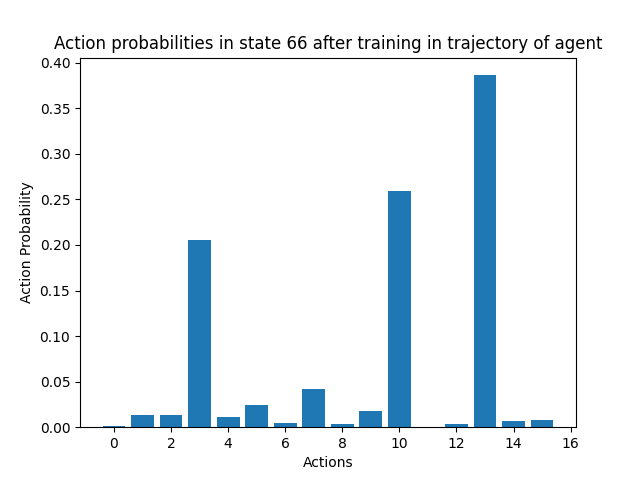 Action probabilities in state 66 after training in trajectory of agent
0.40
0.35
0.30
0.25
0.20
0.15
0.10
0.05
0.00
Action Probability
0 2 4 6 8 10 12 14 16
Actions